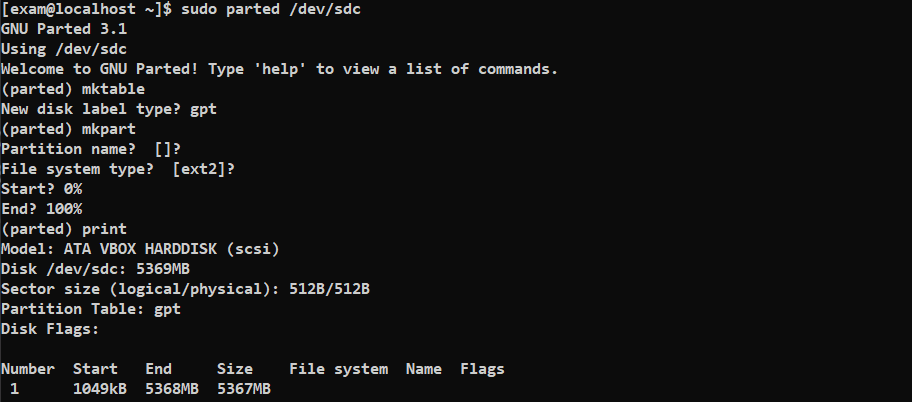 [exam@localhost ~]$ sudo parted /dev/sdc
GNU Parted 3.1
Using /dev/sdc
Welcome to GNU Parted! Type 'help' to view a list of commands.
(parted) mktable
New disk label type? gpt
(parted) mkpart
Partition name?  []?
File system type?  [ext2]?
Start? 0%
End? 100%
(parted) print
Model: ATA VBOX HARDDISK (scsi)
Disk /dev/sdc: 5369MB
Sector size (logical/physical): 512B/512B
Partition Table: gpt
Disk Flags:
Number  Start   End     Size    File system  Name  Flags
 1      1049kB  5368MB  5367MB